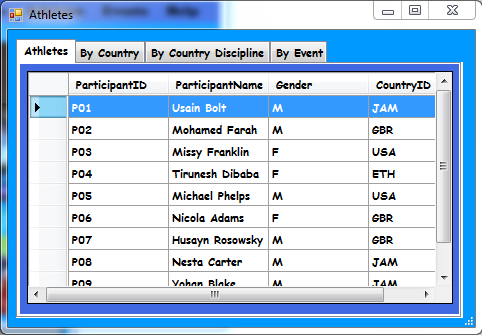 Athletes
Athletes By Country By Country Discipline By Event
ParticipantID ParticipantName Gender CountryID
P01 Usain Bolt M JAM
P02 Mohamed Farah M GBR
P03 Missy Franklin F USA
P04 Tirunesh Dibaba F ETH
P05 Michael Phelps M USA
P06 Nicola Adams F GBR
P07 Husayn Rosowsky M GBR
P08 Nesta Carter M JAM
P09 Yohan Blake M JAM